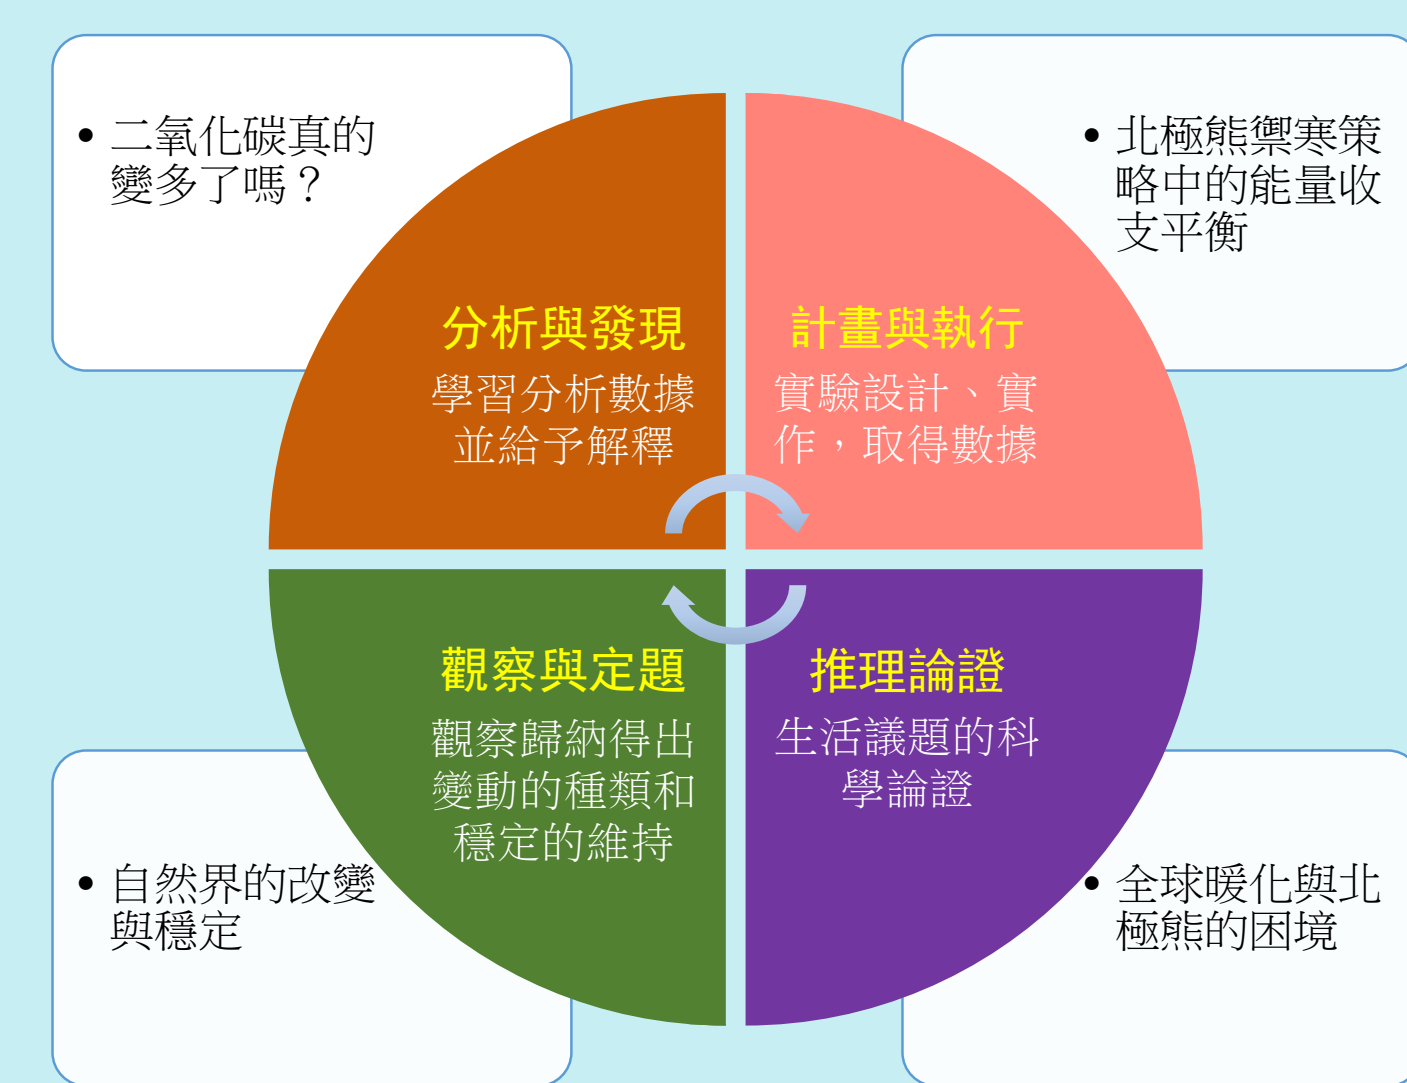 • 二氧化碳真的
變多了嗎？
• 北極熊禦寒策
略中的能量收
支平衡
分析與發現
學習分析數據
並給予解釋
計畫與執行
實驗設計、實
作，取得數據
觀察與定題
觀察歸納得出
變動的種類和
穩定的維持
推理論證
生活議題的科
學論證
• 自然界的改變
與穩定
• 全球暖化與北
極熊的困境